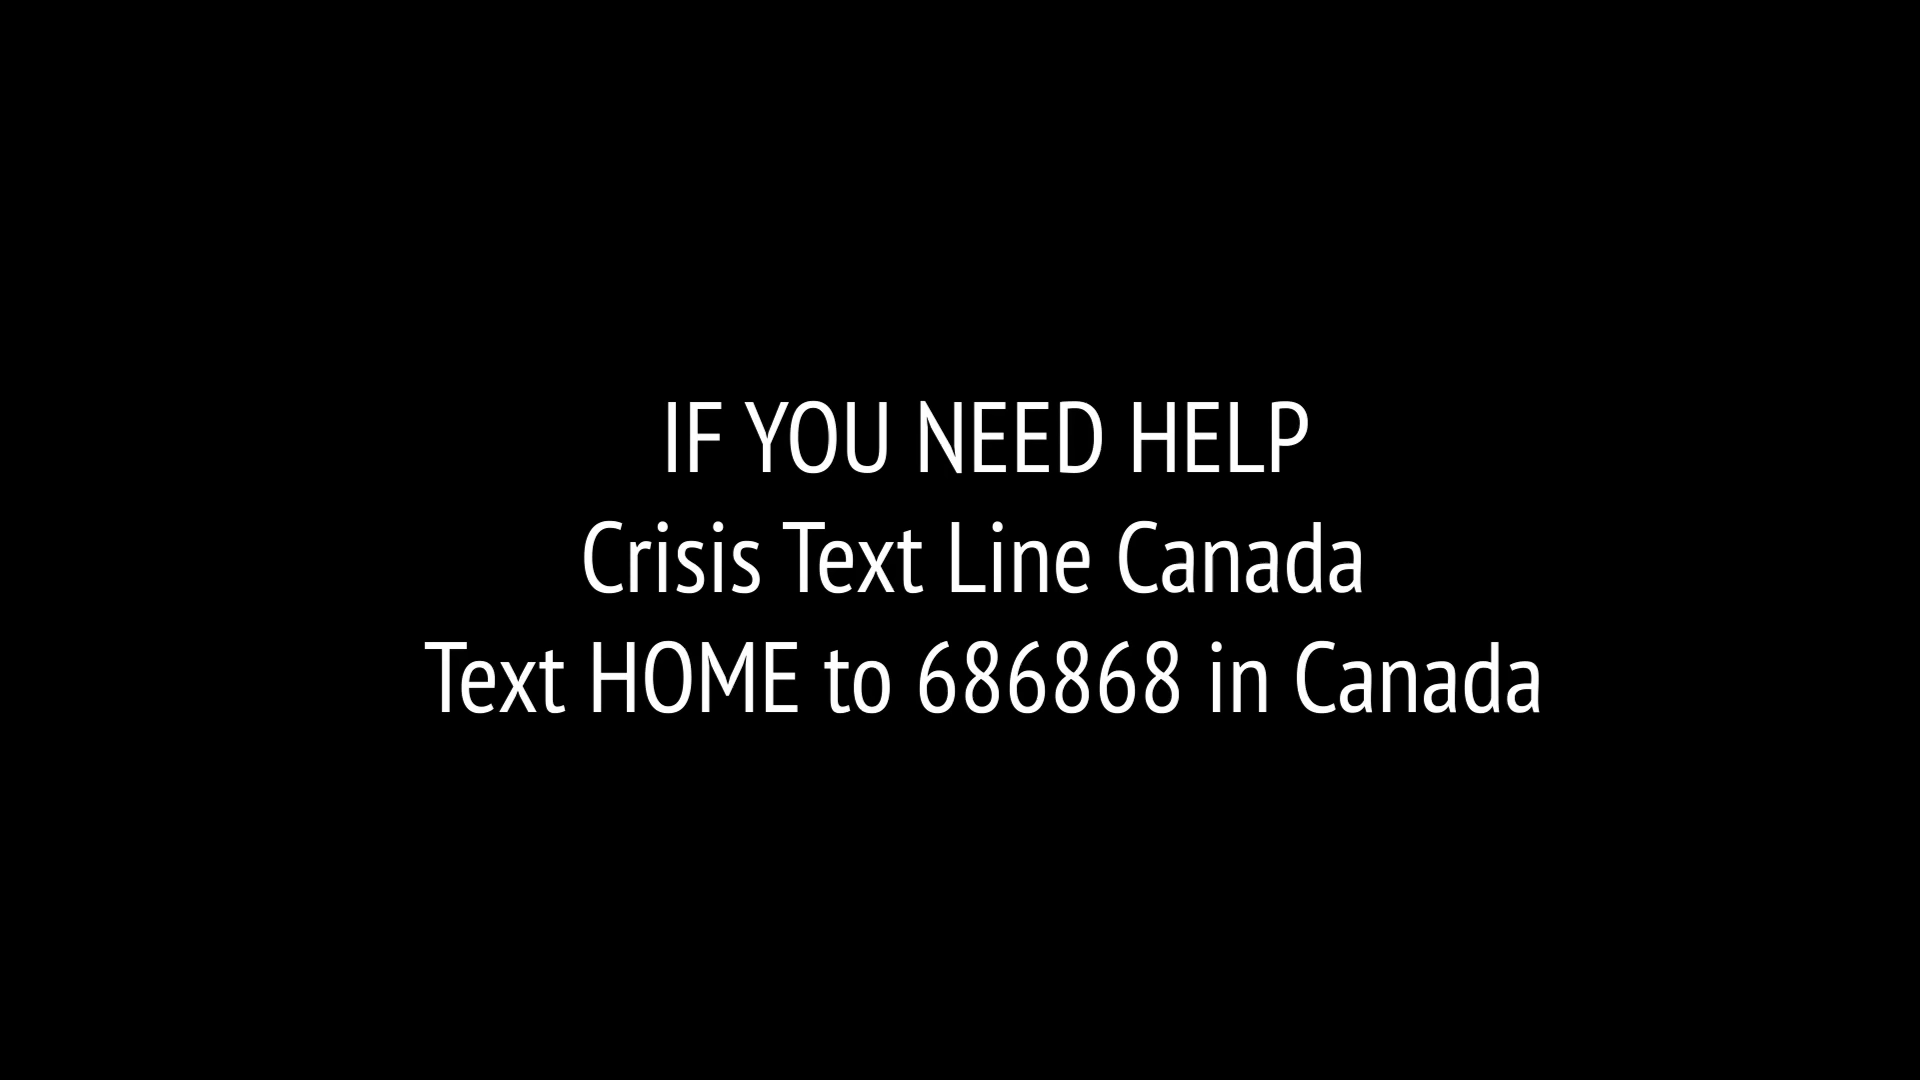 IF YOU NEED HELP
Crisis Text Line Canada
Text HOME to 686868 in Canada